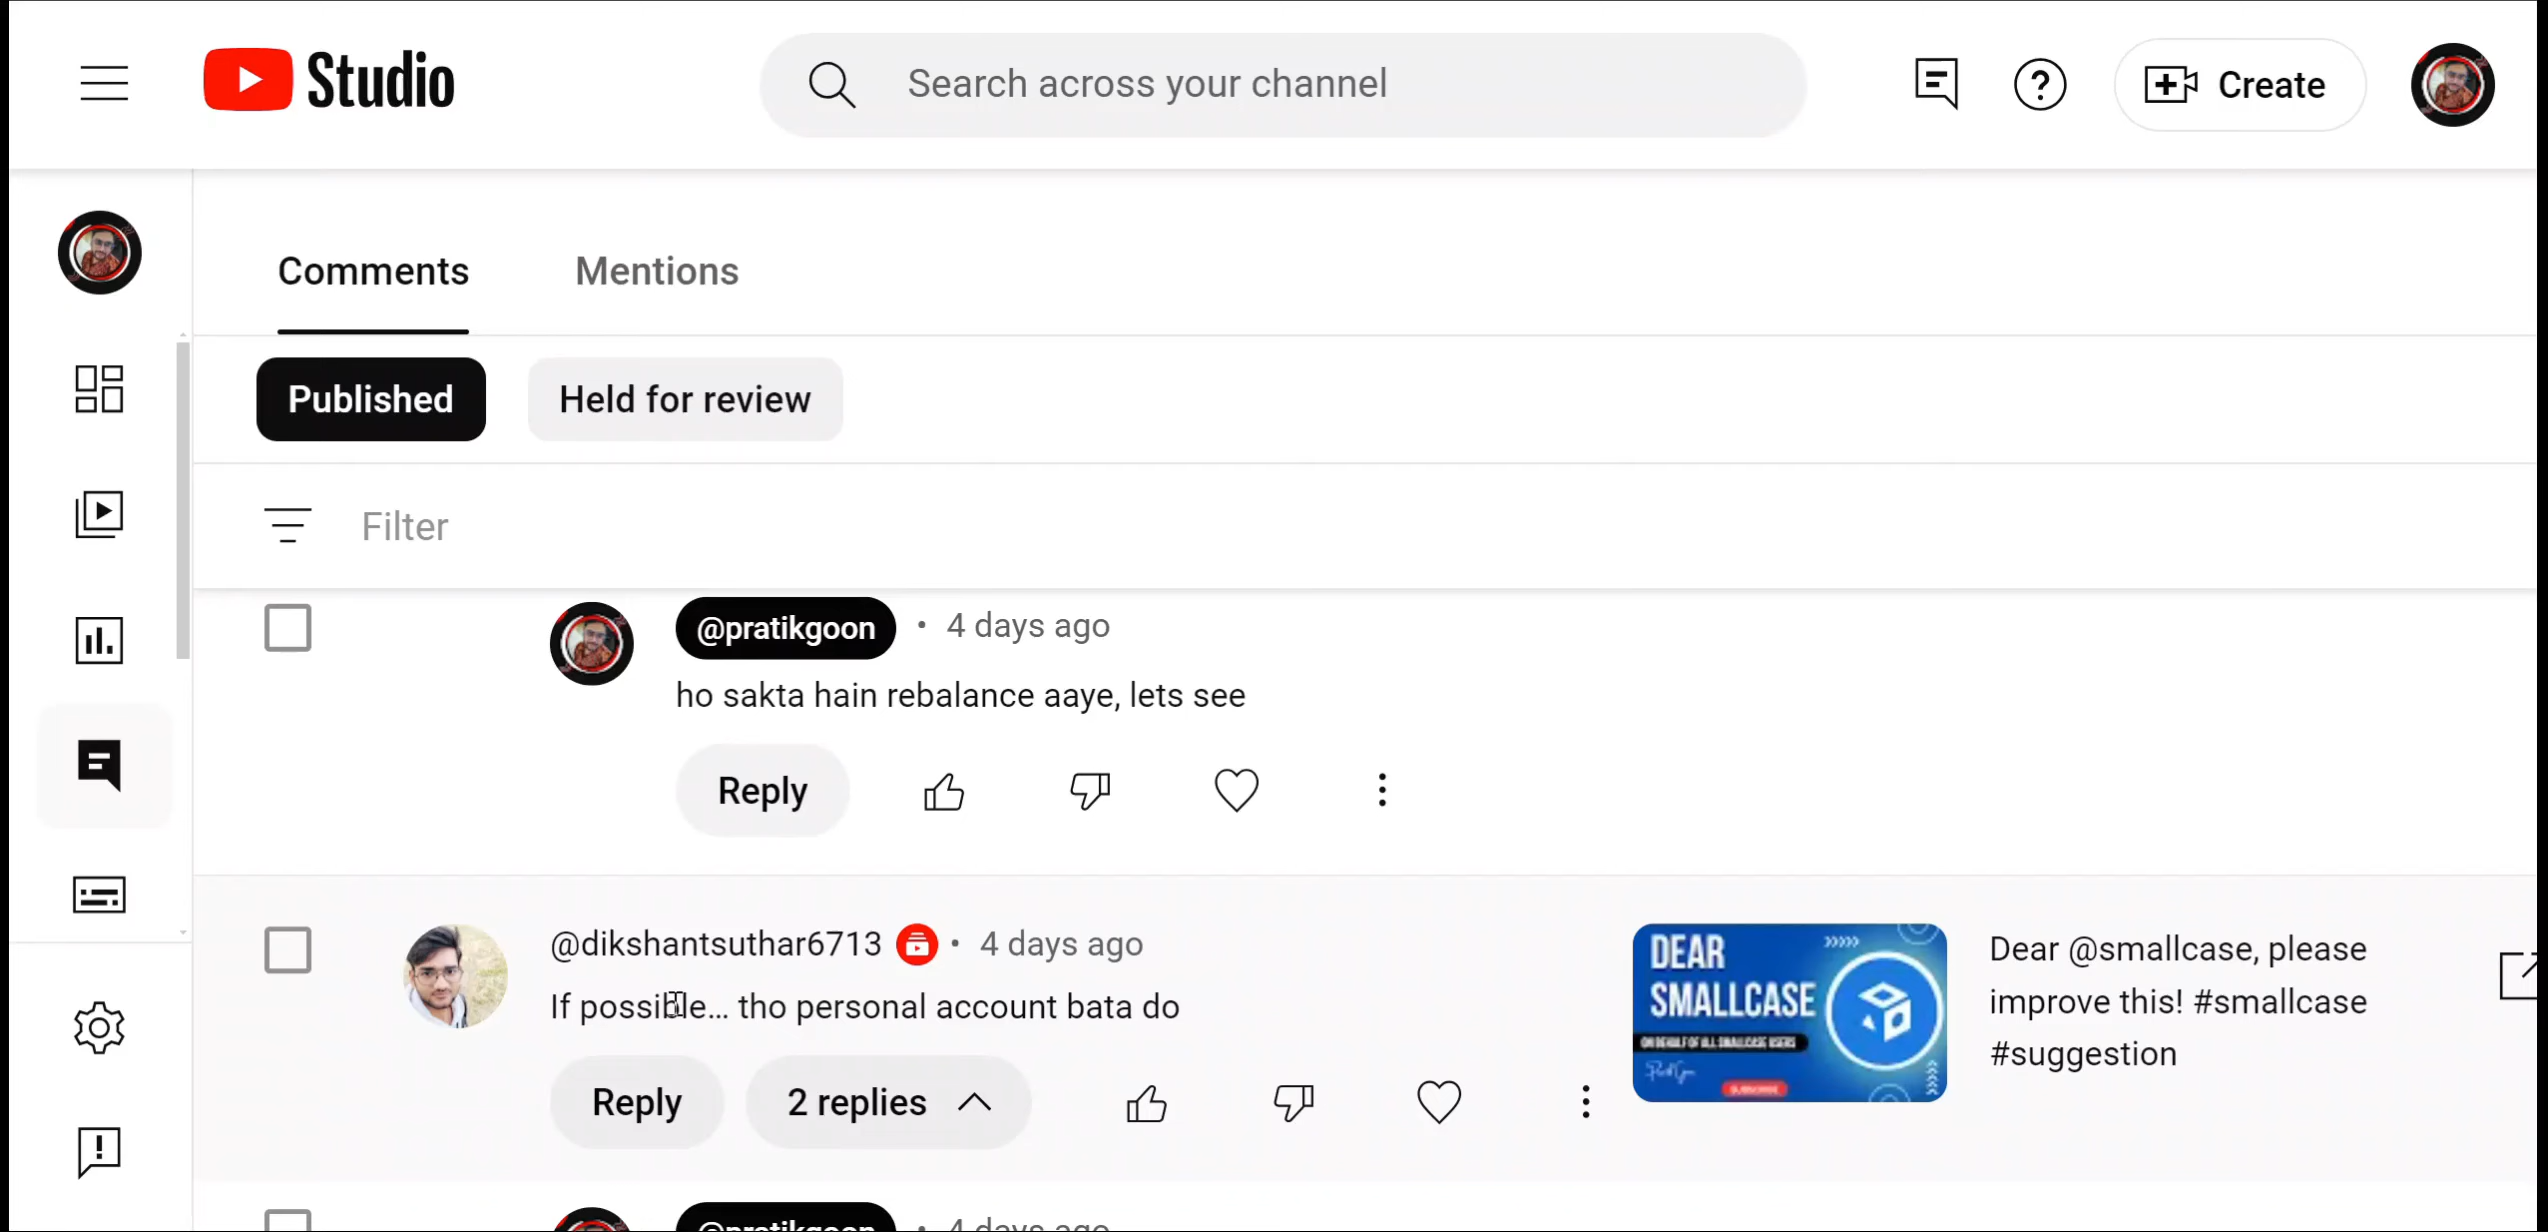 Studio
Search across your channel
Create
Comments
Mentions
Published
Held for review
Filter
@pratikgoon • 4 days ago
ho sakta hain rebalance aaye, lets see
Reply
@dikshantsuthar6713 • 4 days ago
If possible... tho personal account bata do
Reply
2 replies
DEAR
SMALLCASE
ON BEHALF OF ALL SMALLCASE USERS
SUBSCRIBE
Dear @smallcase, please
improve this! #smallcase
#suggestion
@pratikgoon • 4 days ago